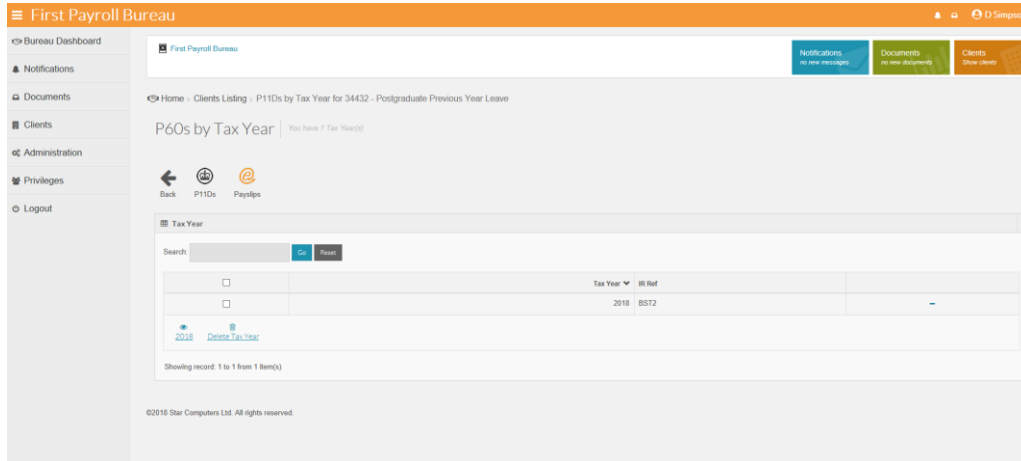 First Payroll Bureau
D Simpso
Bureau Dashboard
Notifications
Documents
Clients
Administration
Privileges
Logout
First Payroll Bureau
Notifications
no new messages
Documents
no new documents
Clients
Show clients
Home > Clients Listing > P11Ds by Tax Year for 34432 - Postgraduate Previous Year Leave
P60s by Tax Year
You have 1 Tax Year(s)
Back
P11Ds
Payslips
Tax Year
Search:
Go
Reset
Tax Year IR Ref
2018 BST2
2018
Delete Tax Year
Showing record: 1 to 1 from 1 Item(s)
©2018 Star Computers Ltd. All rights reserved.